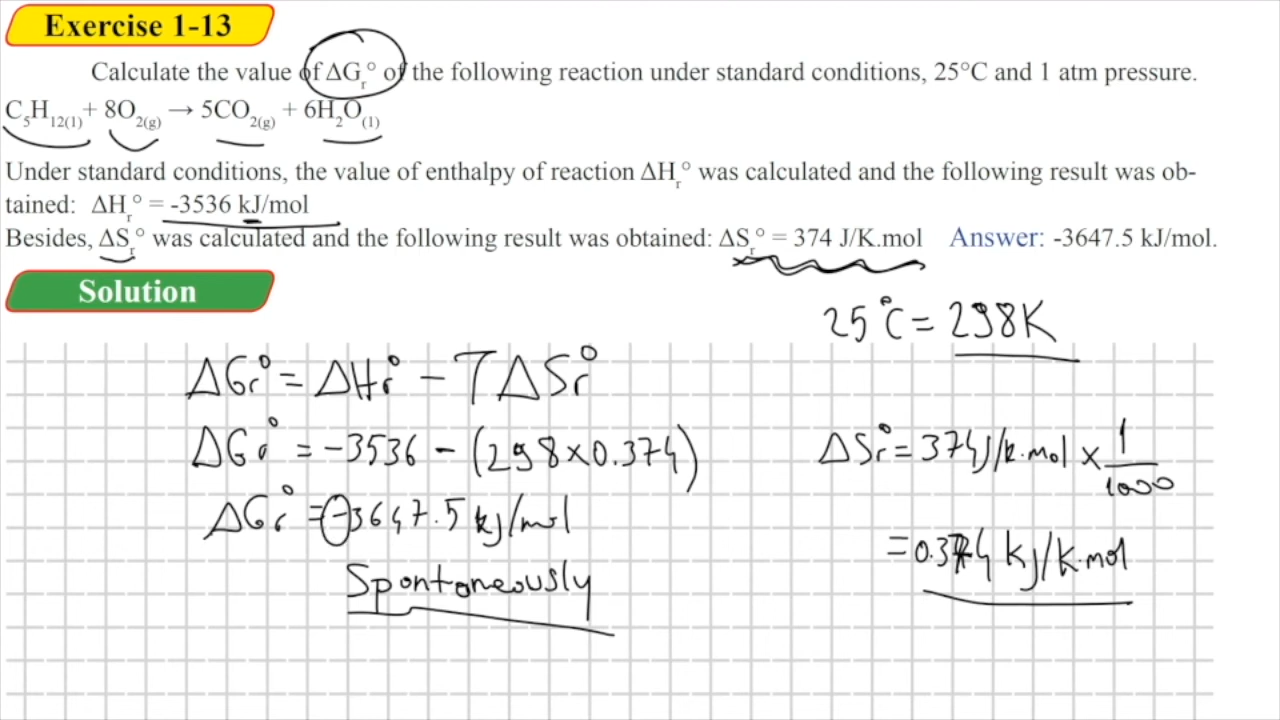 Exercise 1-13
Calculate the value of ΔGr° of the following reaction under standard conditions, 25°C and 1 atm pressure.
C5H12(l) + 8O2(g) → 5CO2(g) + 6H2O(l)
Under standard conditions, the value of enthalpy of reaction ΔHr° was calculated and the following result was ob-
tained: ΔHr° = -3536 kJ/mol
Besides, ΔSr° was calculated and the following result was obtained: ΔSr° = 374 J/K.mol Answer: -3647.5 kJ/mol.
Solution
25°C = 298K
ΔGr° = ΔHr° - TΔSr°
ΔGr° = -3536 - (298×0.374)
ΔGr° = -3647.5 kJ/mol
Spontaneously
ΔSr° = 374J/K.mol × 1/1000
= 0.374 kJ/K.mol